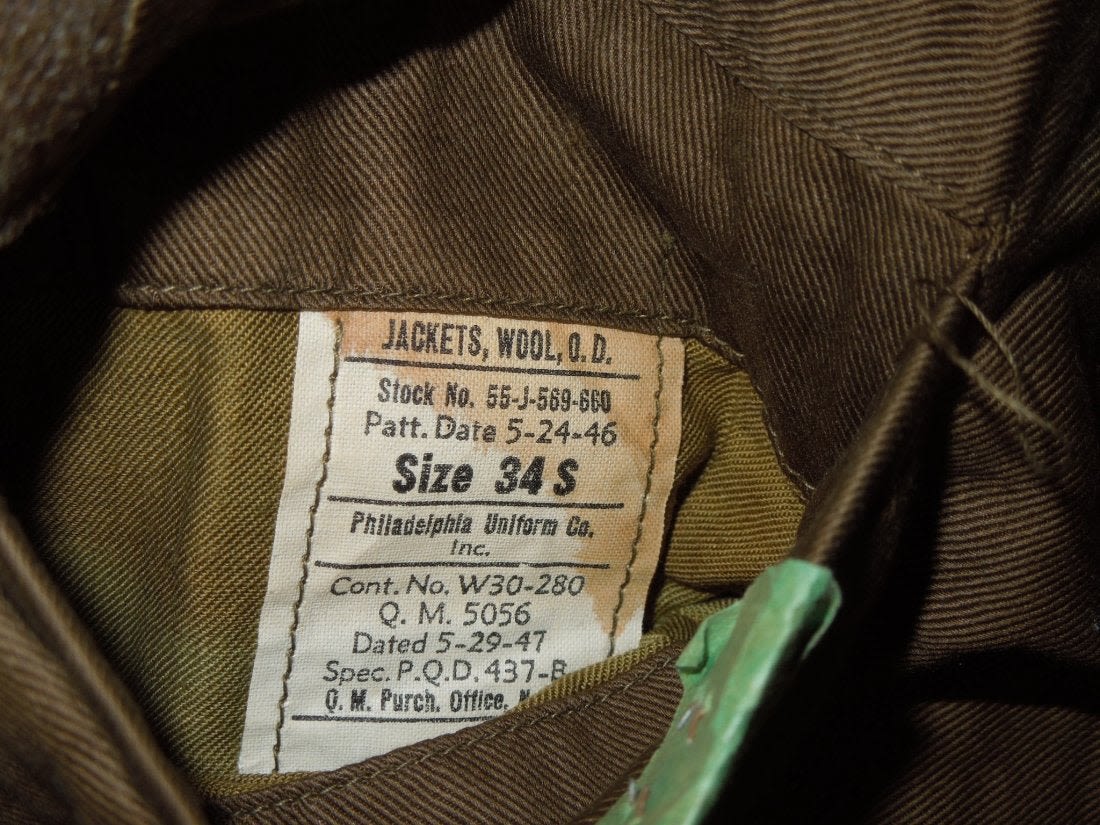 JACKETS, WOOL, O.D.
Stock No. 55-J-569-660
Patt. Date 5-24-46
Size 34 S
Philadelphia Uniform Co.
Inc.
Cont. No. W30-280
Q. M. 5056
Dated 5-29-47
Spec. P.Q.D. 437-B
Q. M. Purch. Office,